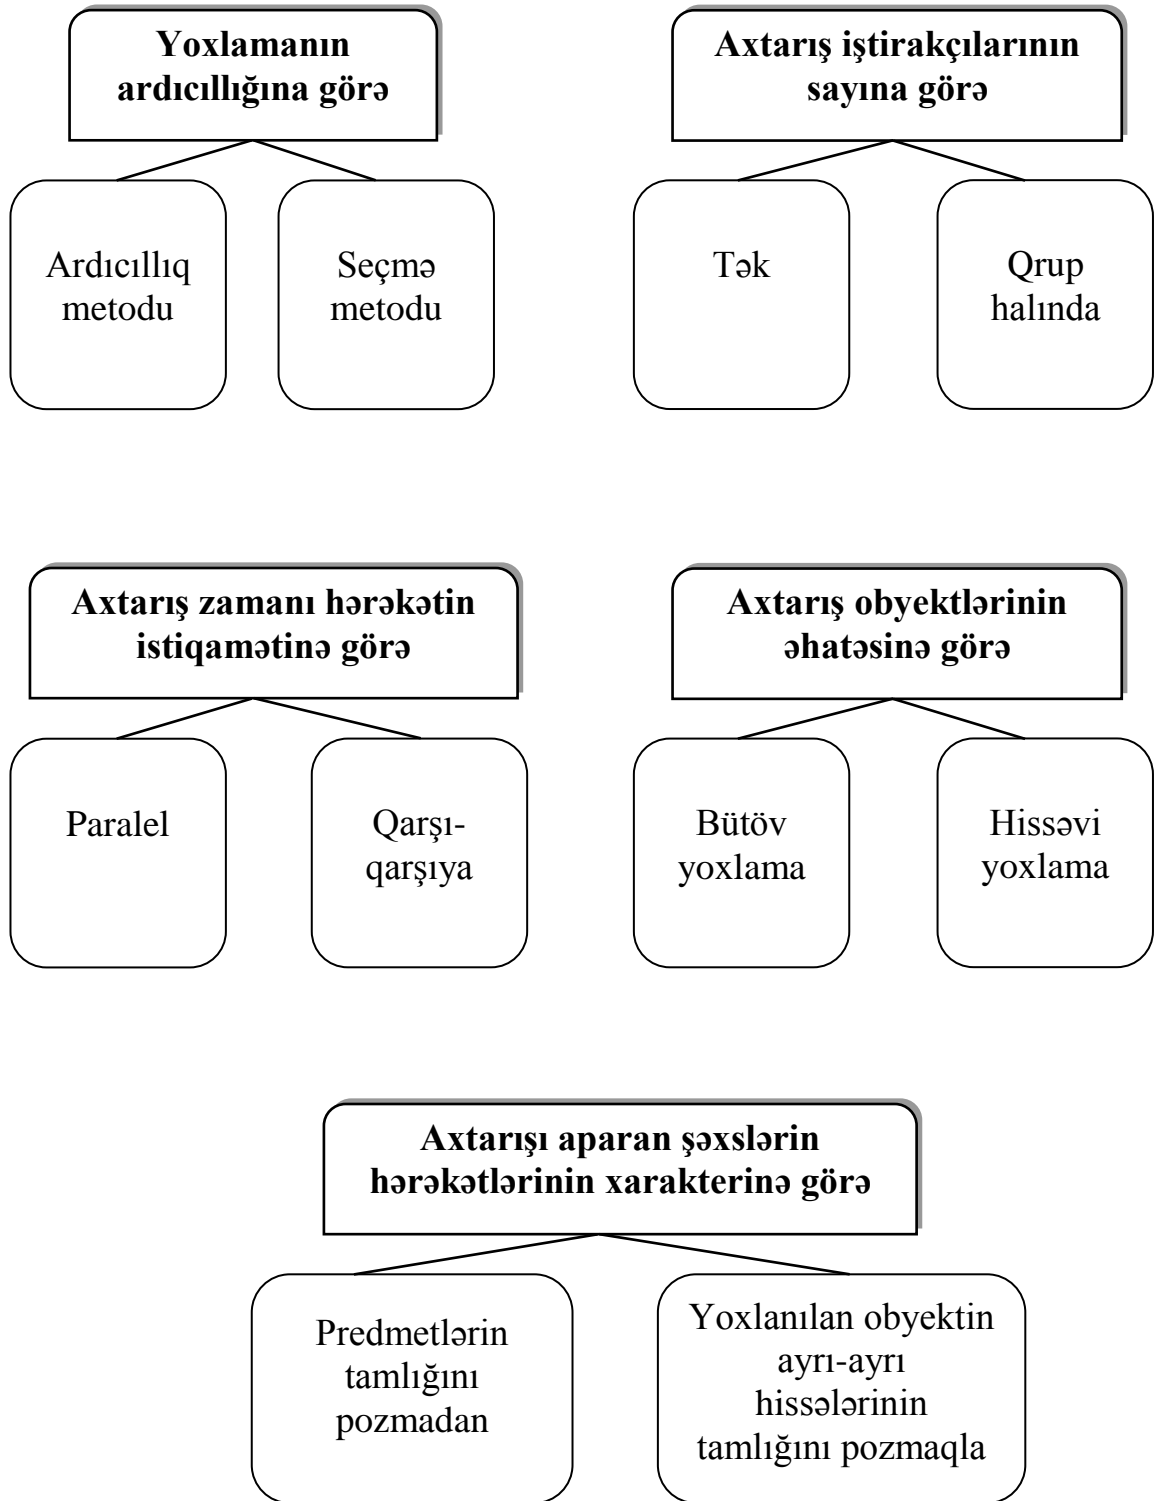 Yoxlamanın
ardıcıllığına görə
Ardıcıllıq
metodu
Seçmə
metodu
Axtarış iştirakçılarının
sayına görə
Tək
Qrup
halında
Axtarış zamanı hərəkətin
istiqamətinə görə
Paralel
Qarşı-
qarşıya
Axtarış obyektlərinin
əhatəsinə görə
Bütöv
yoxlama
Hissəvi
yoxlama
Axtarışı aparan şəxslərin
hərəkətlərinin xarakterinə görə
Predmetlərin
tamlığını
pozmadan
Yoxlanılan obyektin
ayrı-ayrı
hissələrinin
tamlığını pozmaqla